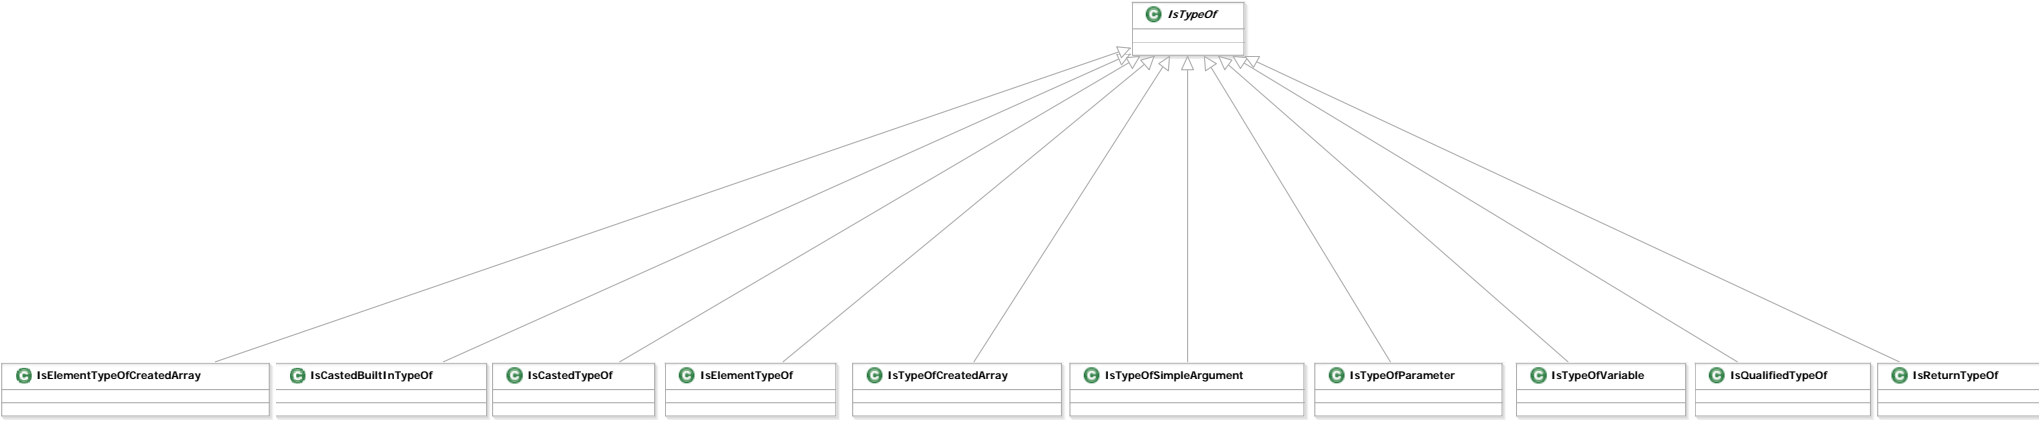 C IsTypeOf
C IsElementTypeOfCreatedArray
C IsCastedBuiltInTypeOf
C IsCastedTypeOf
C IsElementTypeOf
C IsTypeOfCreatedArray
C IsTypeOfSimpleArgument
C IsTypeOfParameter
C IsTypeOfVariable
C IsQualifiedTypeOf
C IsReturnTypeOf